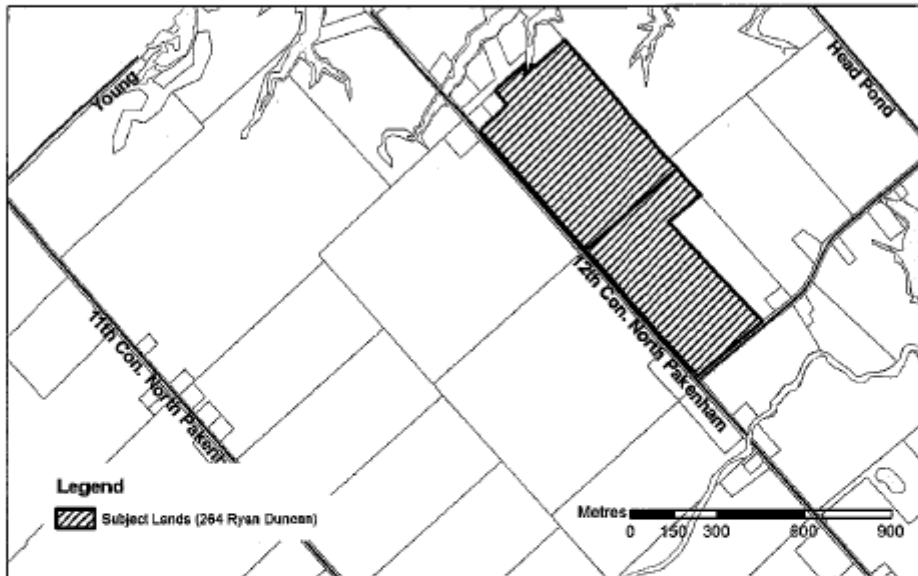 Young
Head Pond
12th Con. North Pakenham
11th Con. North Pakenh
Legend
Subject Lands (264 Ryan Duncan)
Metres
0 150 300 600 900